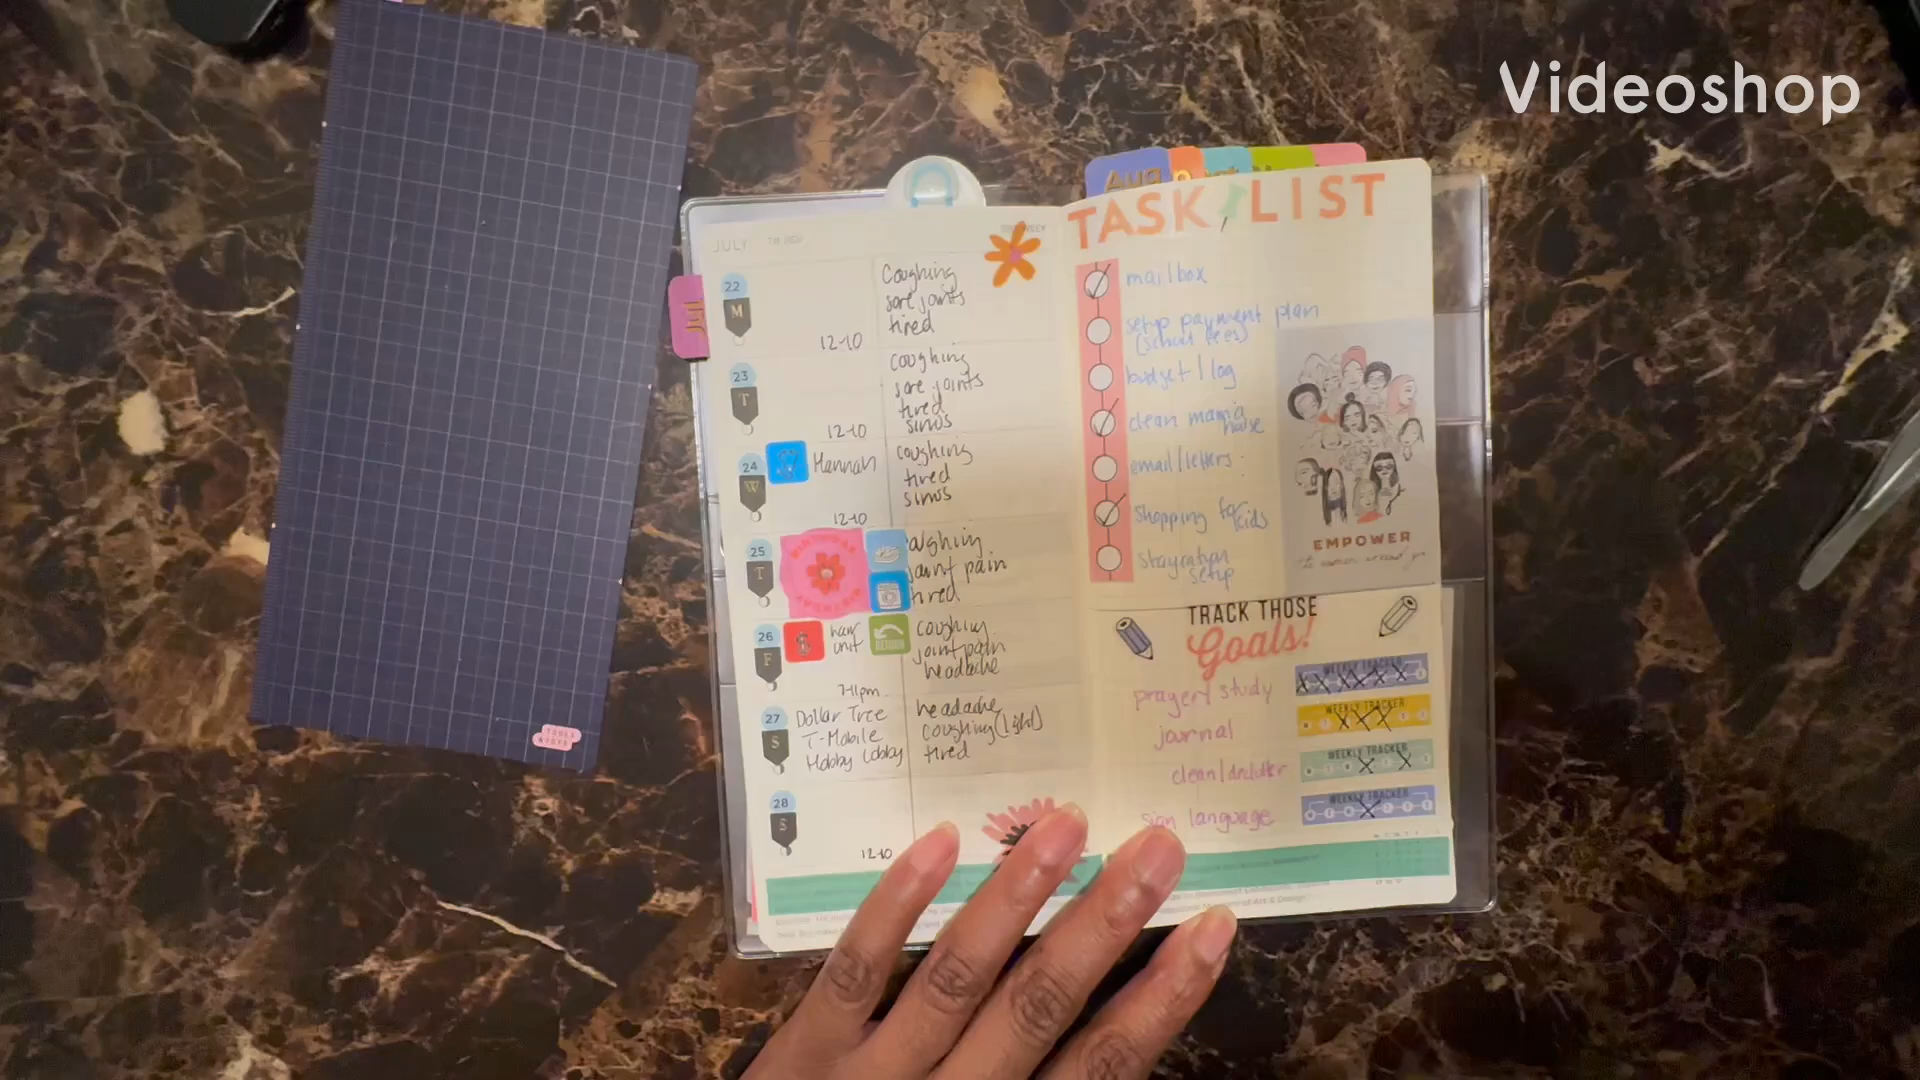 Videoshop
Aug
JULY
22
M
12-10
Coughing
sore joints
tired
23
T
12-10
coughing
sore joints
tired
sinus
24
W
Hannah
12-10
coughing
tired
sinus
25
T
BIRTHDAY
coughing
joint pain
tired
26
F
hair
unit
7-11pm
RETURN
coughing
joint pain
headache
27
S
Dollar Tree
T-Mobile
Hobby Lobby
headache
coughing (light)
tired
28
S
12-10
TASK LIST
mailbox
setup payment plan
(school fees)
budget/log
clean mama
house
email/letters
shopping for
kids
staycation
setup
EMPOWER
TRACK THOSE
Goals!
prayer/study
WEEKLY TRACKER
journal
WEEKLY TRACKER
clean/declutter
WEEKLY TRACKER
sign language
WEEKLY TRACKER